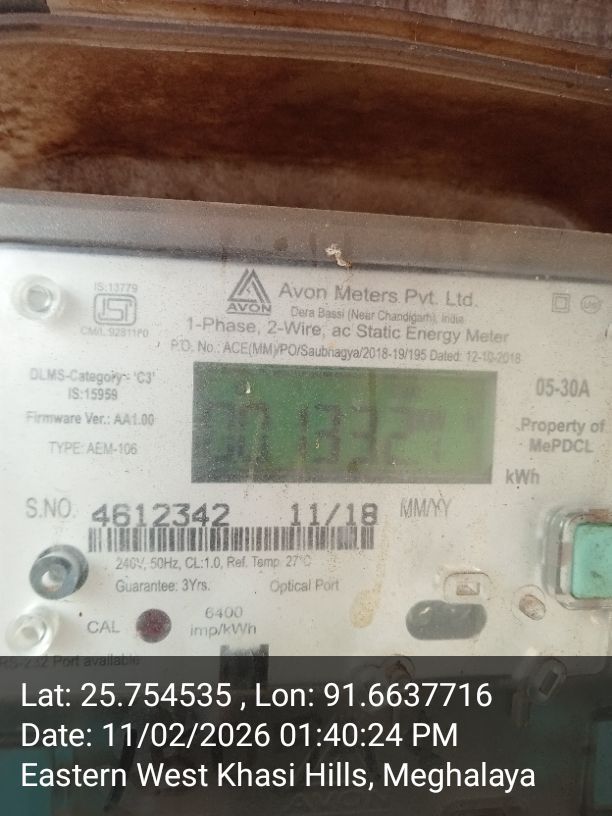 IS:13779
ISI
CM/L 9281170
AVON
Avon Meters Pvt. Ltd.
Dera Bassi (Near Chandigarh), India
1-Phase, 2-Wire, ac Static Energy Meter
P.O. No.: ACE(MM)/PO/Saubhagya/2018-19/195 Dated: 12-10-2018
DLMS-Category - 'C3'
IS:15959
05-30A
Firmware Ver.: AA1.00
Property of
MePDCL
TYPE: AEM-106
kWh
S.NO. 4612342 11/18 MM/YY
240V, 50Hz, CL:1.0, Ref. Temp. 27°C
Guarantee: 3Yrs. Optical Port
CAL
6400
imp/kWh
RS-232 Port available
Lat: 25.754535 , Lon: 91.6637716
Date: 11/02/2026 01:40:24 PM
Eastern West Khasi Hills, Meghalaya